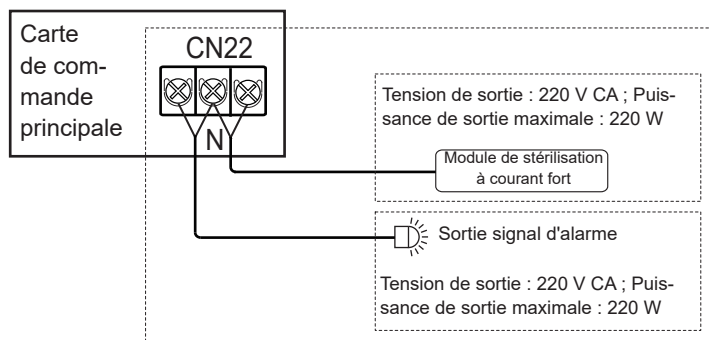 Carte
de com-
mande
principale
CN22
N
Tension de sortie : 220 V CA ; Puis-
sance de sortie maximale : 220 W
Module de stérilisation
à courant fort
Sortie signal d'alarme
Tension de sortie : 220 V CA ; Puis-
sance de sortie maximale : 220 W